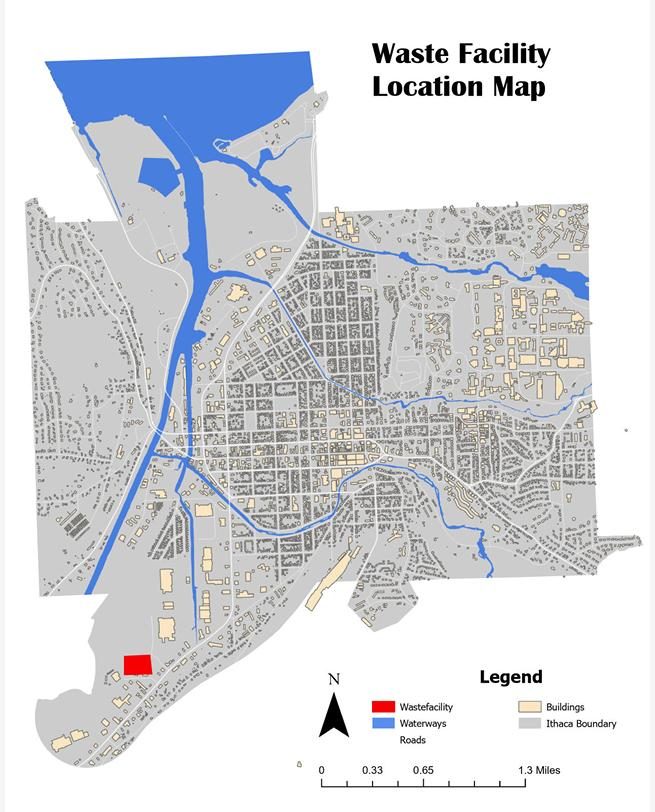 Waste Facility
Location Map
N
Legend
Wastefacility
Waterways
Roads
Buildings
Ithaca Boundary
0 0.33 0.65 1.3 Miles